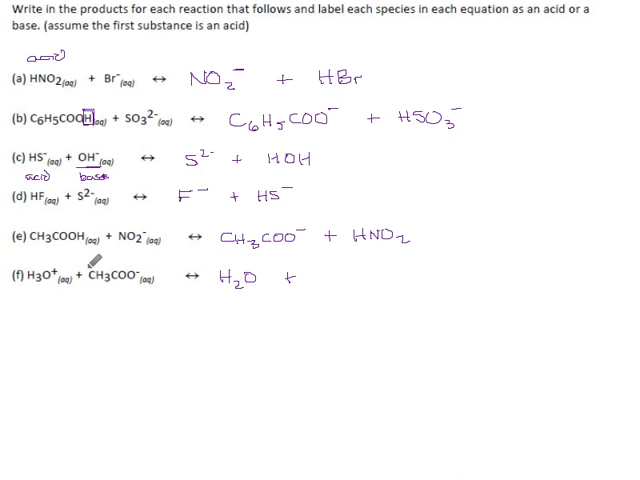 Write in the products for each reaction that follows and label each species in each equation as an acid or a
base. (assume the first substance is an acid)
acid
(a) HNO2(aq) + Br⁻(aq) ↔ NO₂⁻ + HBr
(b) C6H5COOH(aq) + SO3²⁻(aq) ↔ C₆H₅COO⁻ + HSO₃⁻
(c) HS⁻(aq) + OH⁻(aq) ↔ S²⁻ + HOH
acid base
(d) HF(aq) + S²⁻(aq) ↔ F⁻ + HS⁻
(e) CH3COOH(aq) + NO2⁻(aq) ↔ CH₃COO⁻ + HNO₂
(f) H3O⁺(aq) + CH3COO⁻(aq) ↔ H₂O +